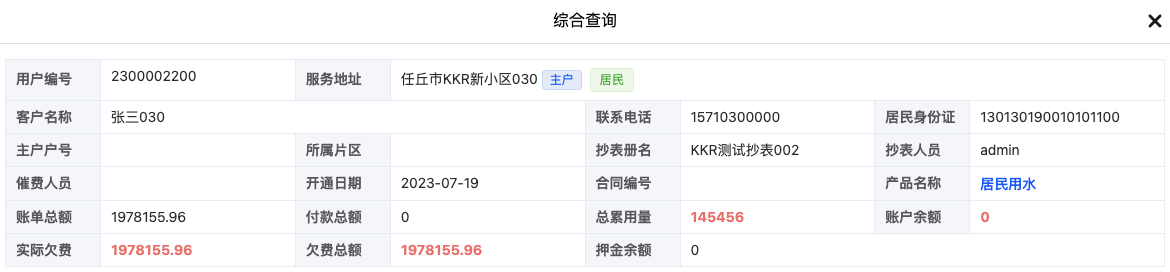 综合查询
用户编号 2300002200 服务地址 任丘市KKR新小区030 主户 居民
客户名称 张三030 联系电话 15710300000 居民身份证 130130190010101100
主户户号 所属片区 抄表册名 KKR测试抄表002 抄表人员 admin
催费人员 开通日期 2023-07-19 合同编号 产品名称 居民用水
账单总额 1978155.96 付款总额 0 总累用量 145456 账户余额 0
实际欠费 1978155.96 欠费总额 1978155.96 押金余额 0